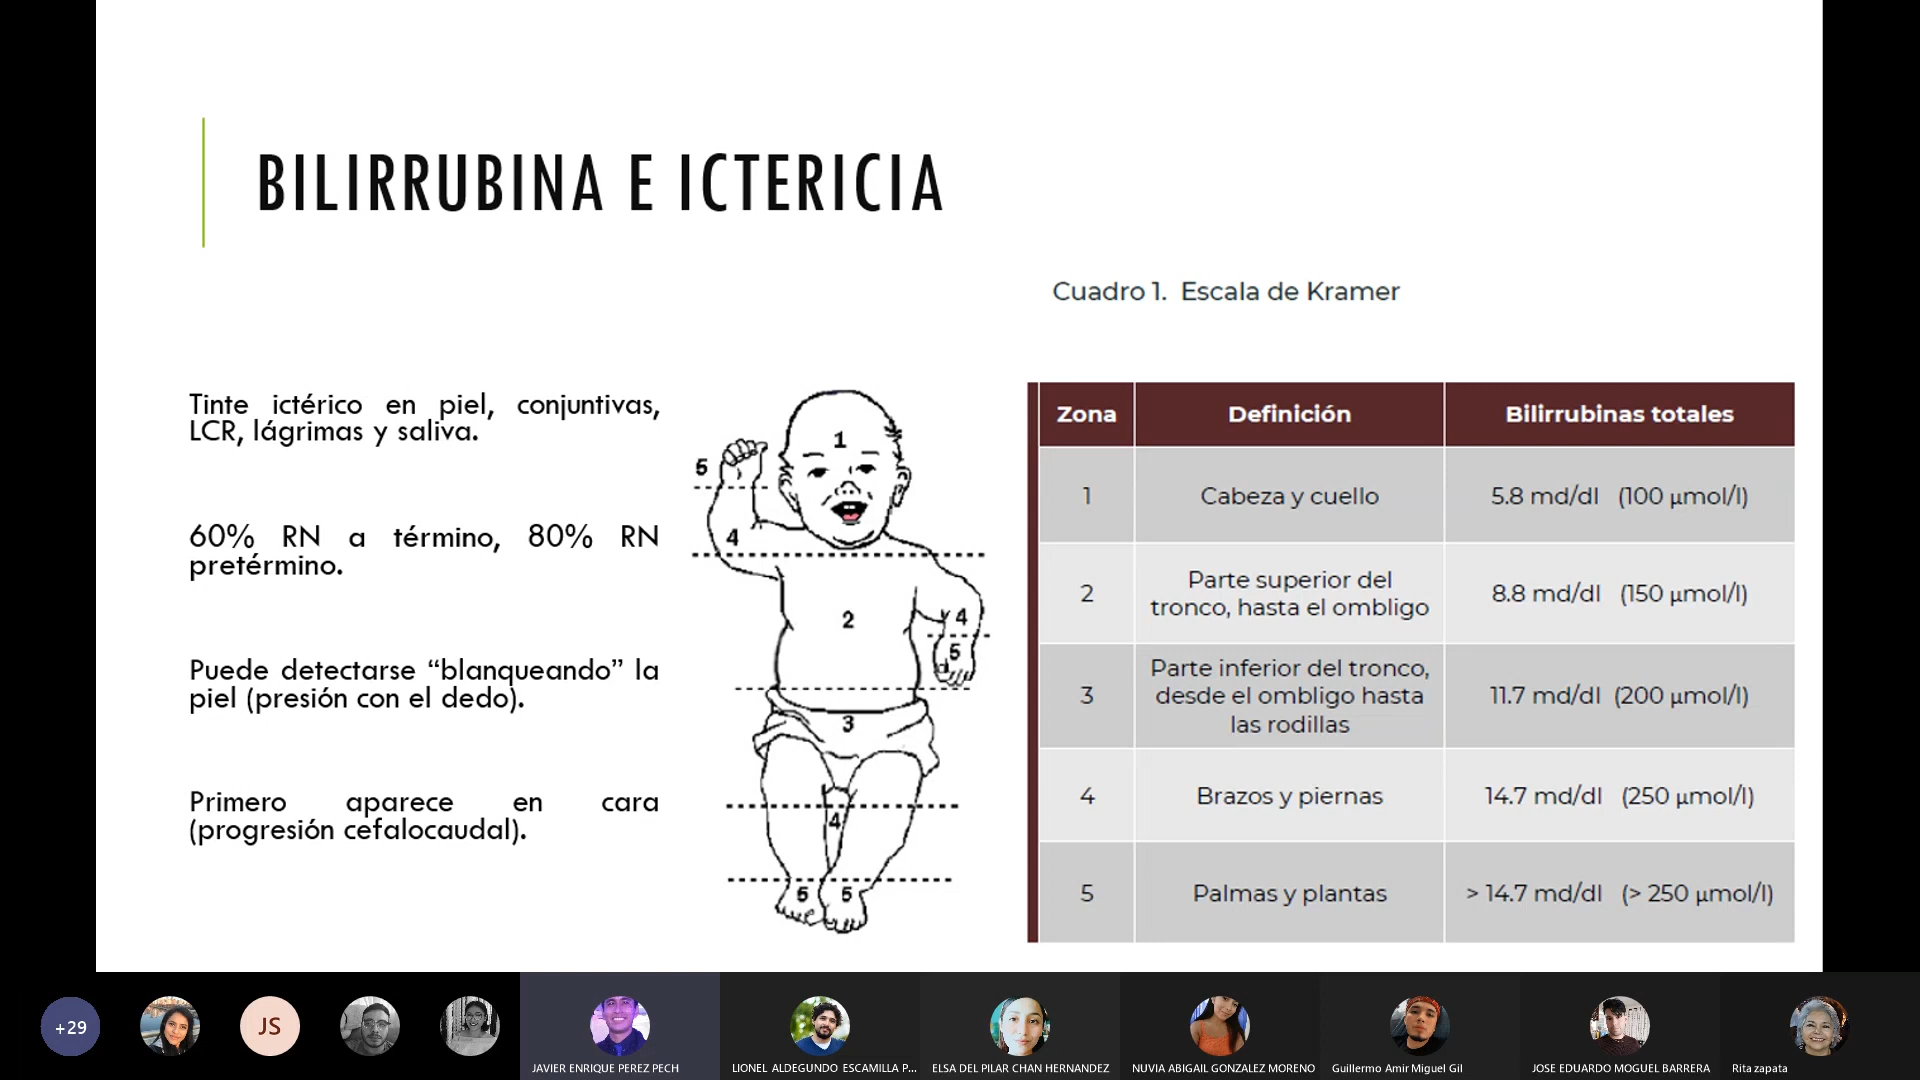 BILIRRUBINA E ICTERICIA
Cuadro 1. Escala de Kramer
Tinte ictérico en piel, conjuntivas,
LCR, lágrimas y saliva.
60% RN a término, 80% RN
pretérmino.
Puede detectarse “blanqueando” la
piel (presión con el dedo).
Primero aparece en cara
(progresión cefalocaudal).
1
5
4
2
4
5
3
4
5 5
Zona Definición Bilirrubinas totales
1 Cabeza y cuello 5.8 md/dl (100 µmol/l)
2 Parte superior del
tronco, hasta el ombligo 8.8 md/dl (150 µmol/l)
3 Parte inferior del tronco,
desde el ombligo hasta
las rodillas 11.7 md/dl (200 µmol/l)
4 Brazos y piernas 14.7 md/dl (250 µmol/l)
5 Palmas y plantas > 14.7 md/dl (> 250 µmol/l)
+29
JS
JAVIER ENRIQUE PEREZ PECH
LIONEL ALDEGUNDO ESCAMILLA P...
ELSA DEL PILAR CHAN HERNANDEZ
NUVIA ABIGAIL GONZALEZ MORENO
Guillermo Amir Miguel Gil
JOSE EDUARDO MOGUEL BARRERA
Rita zapata